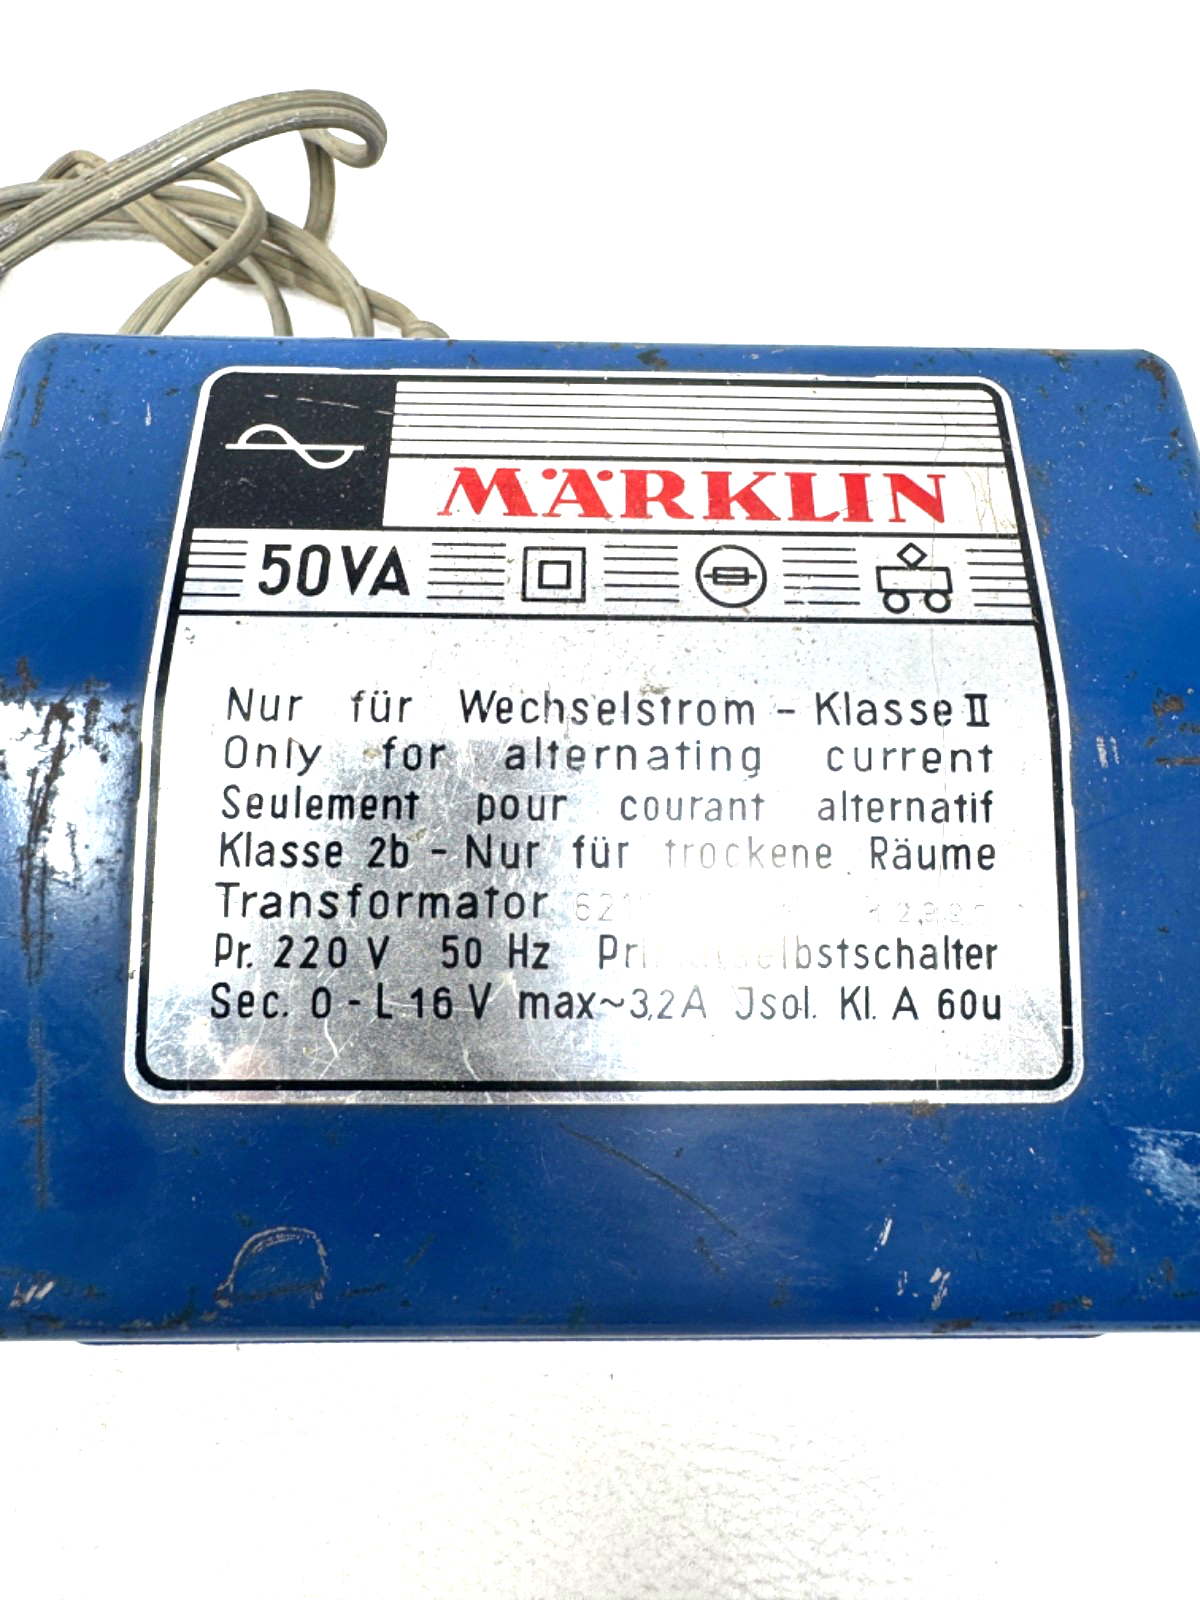 MÄRKLIN
50VA
Nur für Wechselstrom - Klasse II
Only for alternating current
Seulement pour courant alternatif
Klasse 2b - Nur für trockene Räume
Transformator
Pr. 220 V 50 Hz
Sec. 0 - L 16 V max~3,2A Jsol. Kl. A 60u